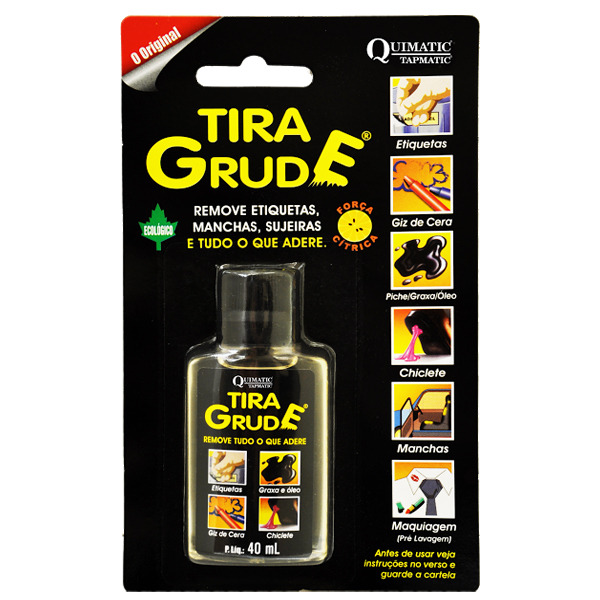 O Original
QUIMATIC®
TAPMATIC
TIRA
GRUDE®
REMOVE ETIQUETAS,
MANCHAS, SUJEIRAS
E TUDO O QUE ADERE.
ECOLÓGICO
FORÇA
CÍTRICA
Etiquetas
Giz de Cera
Piche/Graxa/Óleo
Chiclete
Manchas
Maquiagem
(Pré Lavagem)
Antes de usar veja
instruções no verso e
guarde a cartela
QUIMATIC
TAPMATIC
TIRA
GRUDE®
REMOVE TUDO O QUE ADERE
Etiquetas
Graxa e óleo
Giz de Cera
Chiclete
P. Líq.: 40 mL